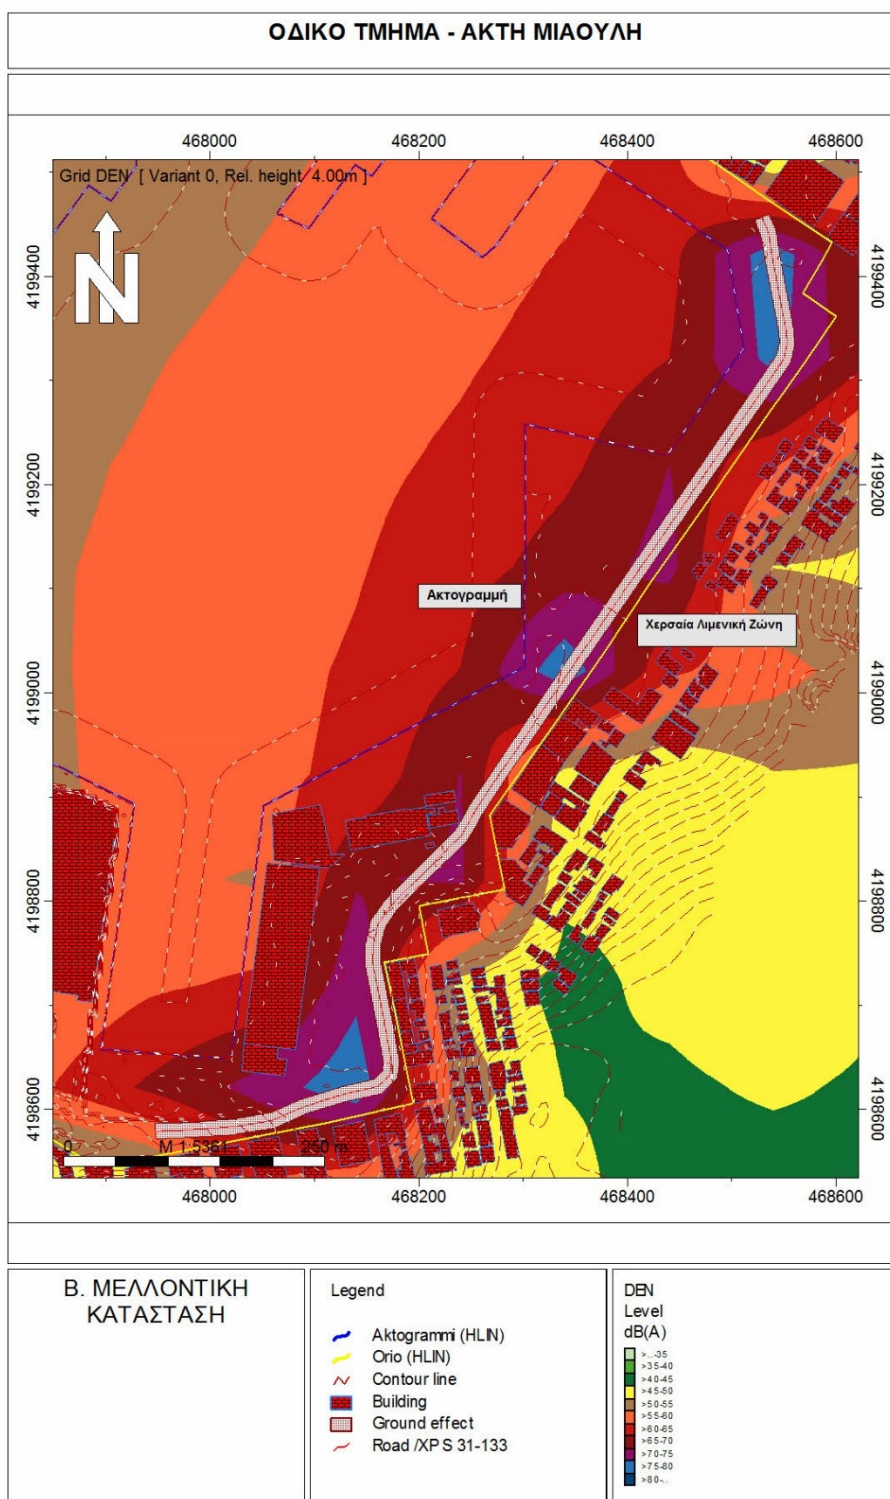 ΟΔΙΚΟ ΤΜΗΜΑ - ΑΚΤΗ ΜΙΑΟΥΛΗ
468000 468200 468400 468600
Grid DEN [ Variant 0, Rel. height 4.00m ]
N
4199400 4199400
4199200 4199200
Ακτογραμμή
Χερσαία Λιμενική Ζώνη
4199000 4199000
4198800 4198800
4198600 4198600
0 M 1:5361 250 m
468000 468200 468400 468600
Β. ΜΕΛΛΟΝΤΙΚΗ
ΚΑΤΑΣΤΑΣΗ
Legend
Aktogrammi (HLIN)
Orio (HLIN)
Contour line
Building
Ground effect
Road /XPS 31-133
DEN
Level
dB(A)
>..-35
>35-40
>40-45
>45-50
>50-55
>55-60
>60-65
>65-70
>70-75
>75-80
>80-..